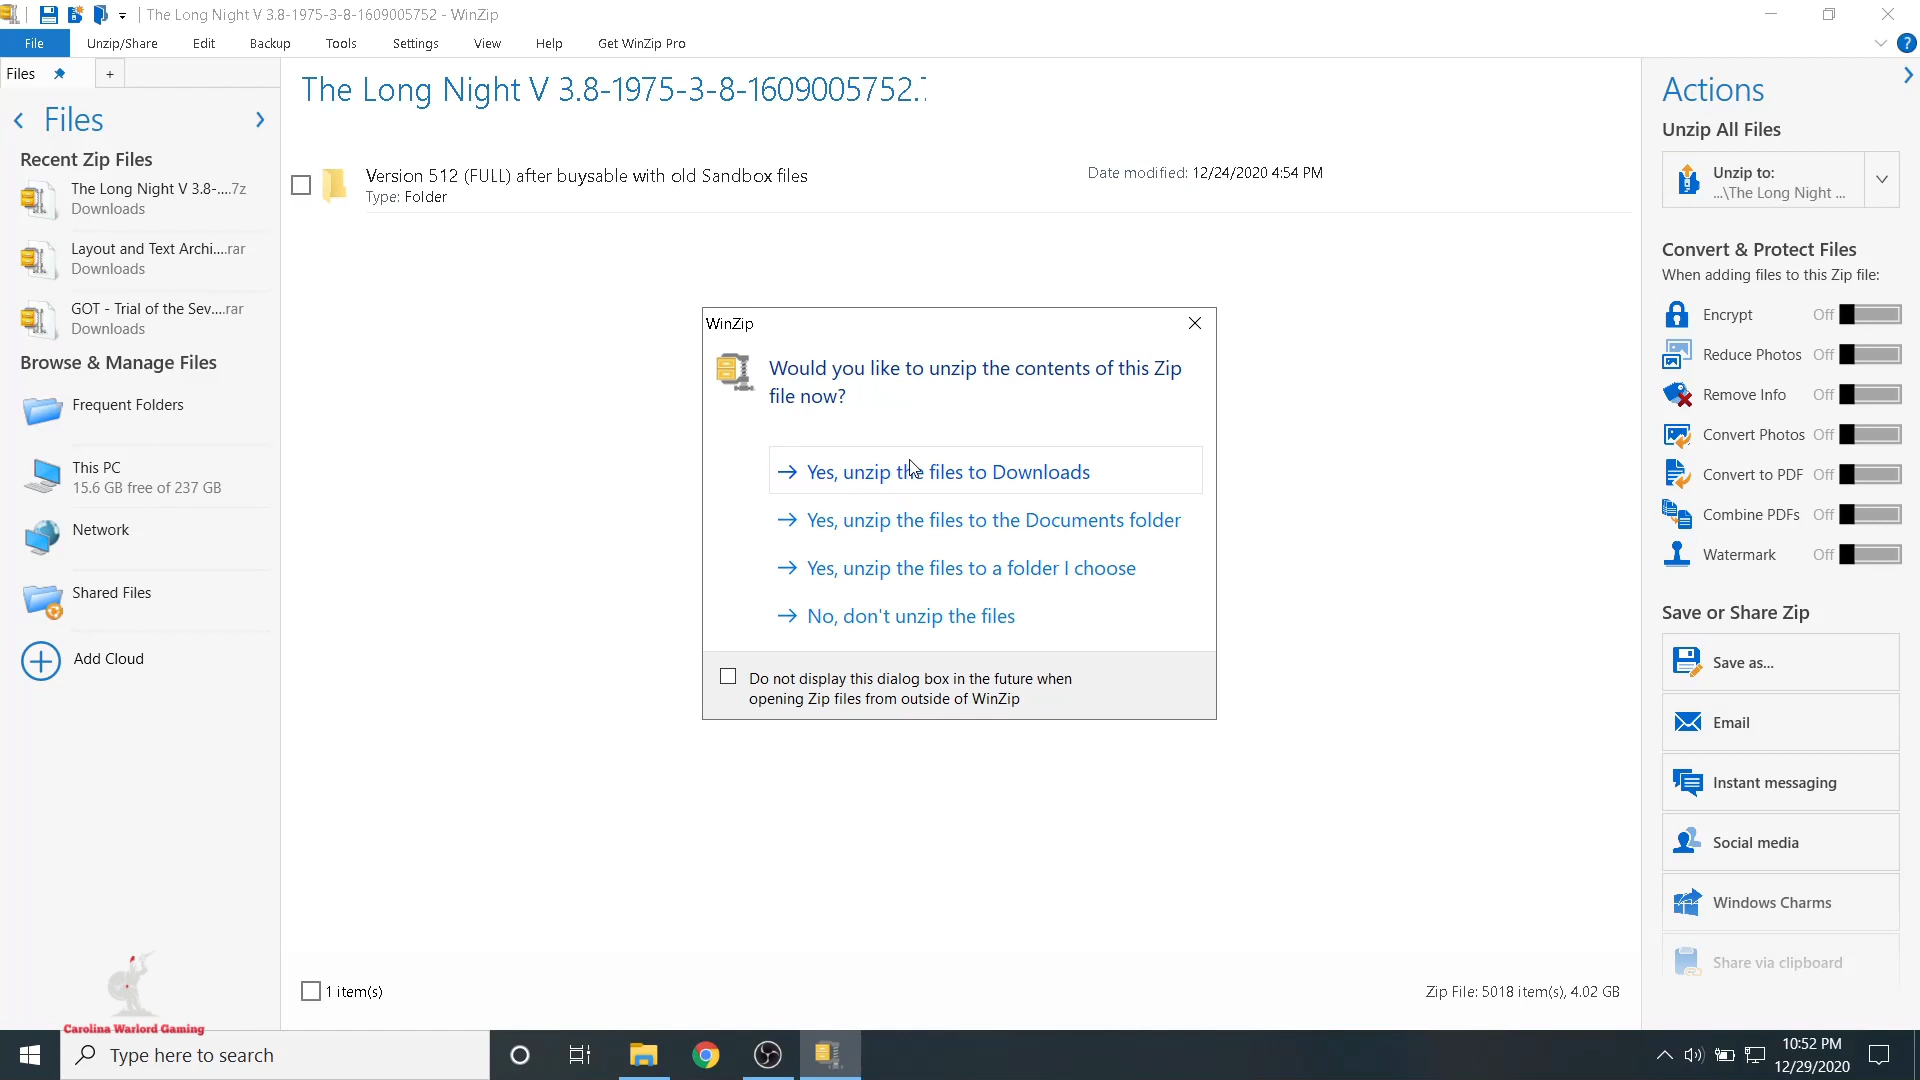 The Long Night V 3.8-1975-3-8-1609005752 - WinZip
File Unzip/Share Edit Backup Tools Settings View Help Get WinZip Pro
Files
+
Files
Recent Zip Files
The Long Night V 3.8-....7z
Downloads
Layout and Text Archi....rar
Downloads
GOT - Trial of the Sev....rar
Downloads
Browse & Manage Files
Frequent Folders
This PC
15.6 GB free of 237 GB
Network
Shared Files
Add Cloud
The Long Night V 3.8-1975-3-8-1609005752.
Version 512 (FULL) after buysable with old Sandbox files
Type: Folder
Date modified: 12/24/2020 4:54 PM
WinZip
Would you like to unzip the contents of this Zip
file now?
Yes, unzip the files to Downloads
Yes, unzip the files to the Documents folder
Yes, unzip the files to a folder I choose
No, don't unzip the files
Do not display this dialog box in the future when
opening Zip files from outside of WinZip
1 item(s)
Zip File: 5018 item(s), 4.02 GB
Actions
Unzip All Files
Unzip to:
...\The Long Night ...
Convert & Protect Files
When adding files to this Zip file:
Encrypt Off
Reduce Photos Off
Remove Info Off
Convert Photos Off
Convert to PDF Off
Combine PDFs Off
Watermark Off
Save or Share Zip
Save as...
Email
Instant messaging
Social media
Windows Charms
Share via clipboard
Carolina Warlord Gaming
Type here to search
10:52 PM
12/29/2020